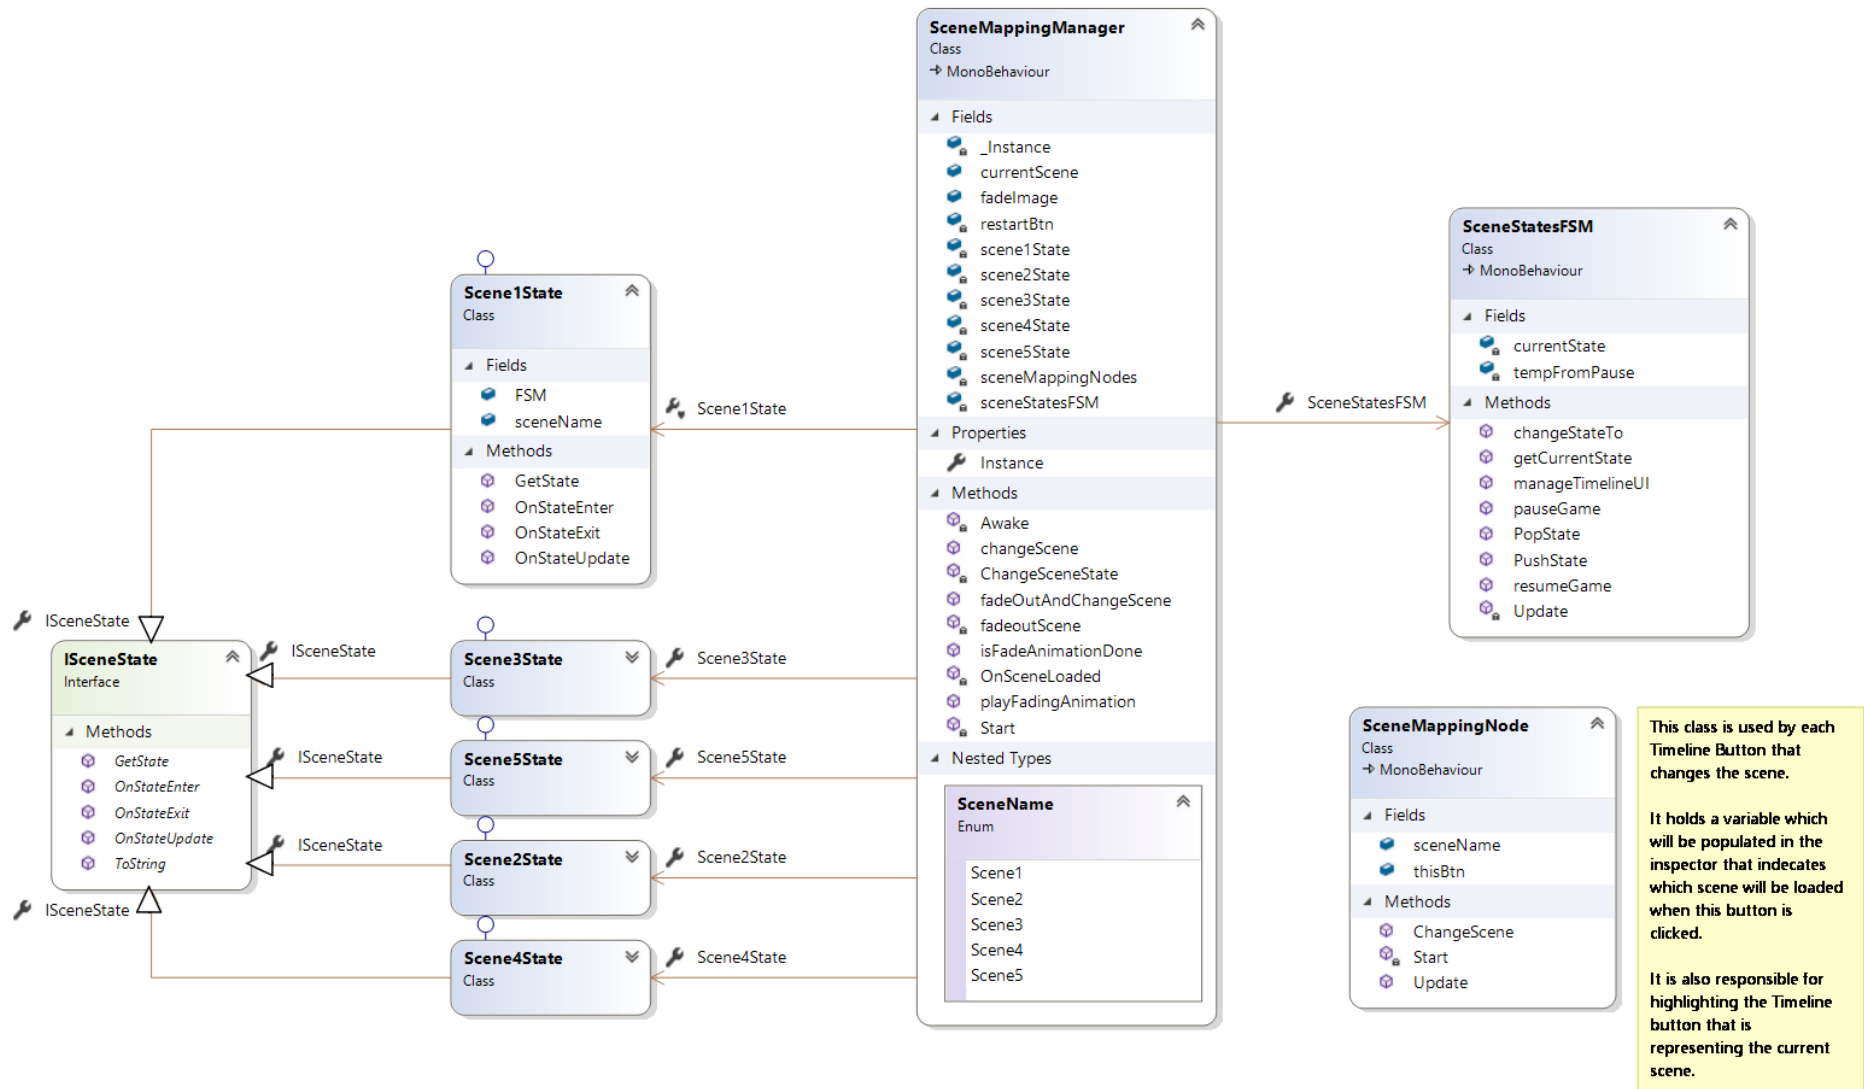 SceneMappingManager
Class
MonoBehaviour
Fields
_Instance
currentScene
fadeImage
restartBtn
scene1State
scene2State
scene3State
scene4State
scene5State
sceneMappingNodes
sceneStatesFSM
Properties
Instance
Methods
Awake
changeScene
ChangeSceneState
fadeOutAndChangeScene
fadeoutScene
isFadeAnimationDone
OnSceneLoaded
playFadingAnimation
Start
Nested Types
SceneName
Enum
Scene1
Scene2
Scene3
Scene4
Scene5
Scene1State
Class
Fields
FSM
sceneName
Methods
GetState
OnStateEnter
OnStateExit
OnStateUpdate
Scene1State
SceneStatesFSM
SceneStatesFSM
Class
MonoBehaviour
Fields
currentState
tempFromPause
Methods
changeStateTo
getCurrentState
manageTimelineUI
pauseGame
PopState
PushState
resumeGame
Update
ISceneState
ISceneState
Interface
Methods
GetState
OnStateEnter
OnStateExit
OnStateUpdate
ToString
ISceneState
Scene3State
Class
Scene3State
ISceneState
Scene5State
Class
Scene5State
ISceneState
Scene2State
Class
Scene2State
ISceneState
Scene4State
Class
Scene4State
SceneMappingNode
Class
MonoBehaviour
Fields
sceneName
thisBtn
Methods
ChangeScene
Start
Update
This class is used by each
Timeline Button that
changes the scene.
It holds a variable which
will be populated in the
inspector that indecates
which scene will be loaded
when this button is
clicked.
It is also responsible for
highlighting the Timeline
button that is
representing the current
scene.